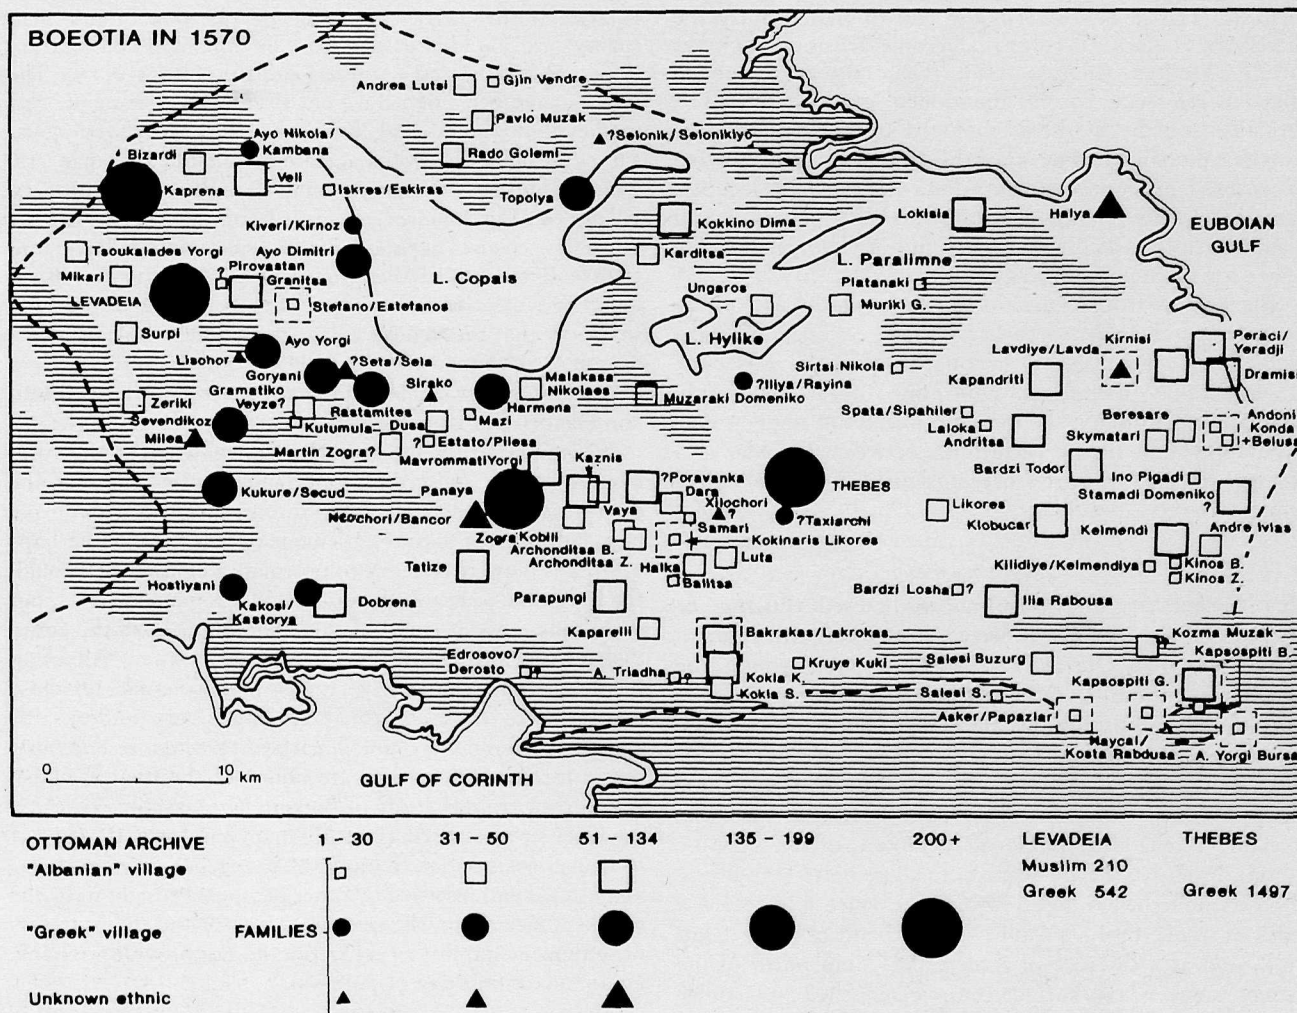 BOEOTIA IN 1570
Andrea Lutsi
Gjin Vendre
Pavlo Muzak
?Selonik/Selonikiyo
Rado Golemi
Ayo Nikola/
Kambana
Bizardi
Kaprena
Veli
Iskres/Eskiras
Topolya
Kiveri/Kirnoz
Kokkino Dima
Lokisia
Halya
EUBOIAN
GULF
Tsoukalades Yorgi
Ayo Dimitri
Karditsa
L. Paralimne
L. Copais
Mikari
?
Pirovastan
Granitsa
Platanaki
LEVADEIA
Stefano/Estefanos
Ungaros
Muriki G.
Surpi
Ayo Yorgi
L. Hylike
Lisohor
Kirnisi
Peraci/
Yeradji
Lavdiye/Lavda
?Seta/Sela
Goryani
Sirtai Nikola
Dramisi
Gramatiko
Veyze?
Sirako
Malakasa
Nikolaes
?Iliya/Rayina
Kapandriti
Zeriki
Rastamites
Harmena
Muzaraki Domeniko
Sevendikoz
Dusa
Mazi
Spata/Sipahiler
Beresare
Andoni
Konda
+Belusa
Milea
Kutumula
?
Estato/Pilesa
Laloka
Andritsa
Skymatari
Martin Zogra?
Mavrommati
Yorgi
Kaznis
Bardzi Todor
Ino Pigadi
Kukure/Secud
Panaya
?Poravanka
Dara
THEBES
Stamadi Domeniko
?
Neochori/Bancor
Vaya
Xilochori
?
?Taxiarchi
Likores
Klobucar
Andre Ivias
Zogra Kobili
Samari
Kokinaris Likores
Kelmendi
Archonditsa B.
Archonditsa Z.
Luta
Halka
Balitsa
Tatize
Kinos B.
Kinos Z.
Kilidiye/Kelmendiya
Hostiyani
Kakosi/
Kastorya
Dobrena
Parapungi
Bardzi Losha
?
Ilia Rabousa
Kaparelli
Bakrakas/Lakrokas
Kozma Muzak
Kapsospiti B.
Edrosovo?
Derosto
?
A. Triadha
?
Kokla K.
Kokla S.
Kruye Kuki
Salesi Buzurg
Kapsospiti G.
Salesi S.
Asker/Papaziar
Kaycal/
Kosta Rabousa
A. Yorgi Bursa
0 10 km
GULF OF CORINTH
OTTOMAN ARCHIVE 1 - 30 31 - 50 51 - 134 135 - 199 200+ LEVADEIA THEBES
"Albanian" village Muslim 210
Greek 542 Greek 1497
"Greek" village FAMILIES
Unknown ethnic